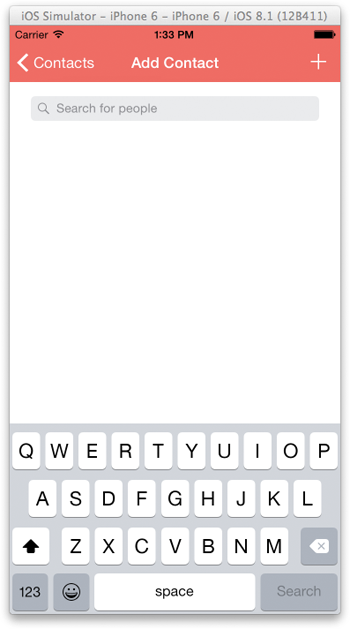 iOS Simulator – iPhone 6 – iPhone 6 / iOS 8.1 (12B411)
Carrier 1:33 PM
Contacts Add Contact +
Search for people
Q W E R T Y U I O P
A S D F G H J K L
Z X C V B N M
123 space Search